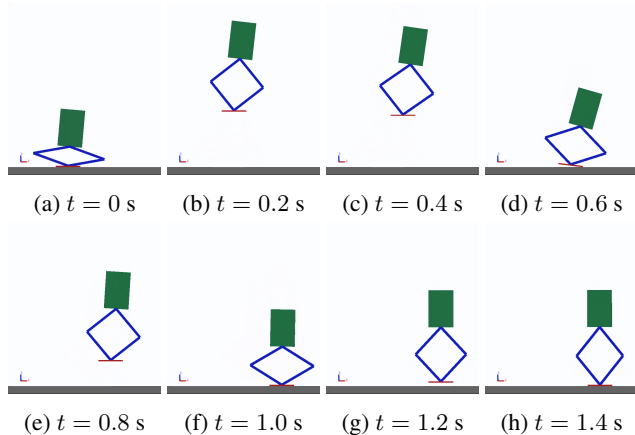 (a) t = 0 s (b) t = 0.2 s (c) t = 0.4 s (d) t = 0.6 s
(e) t = 0.8 s (f) t = 1.0 s (g) t = 1.2 s (h) t = 1.4 s